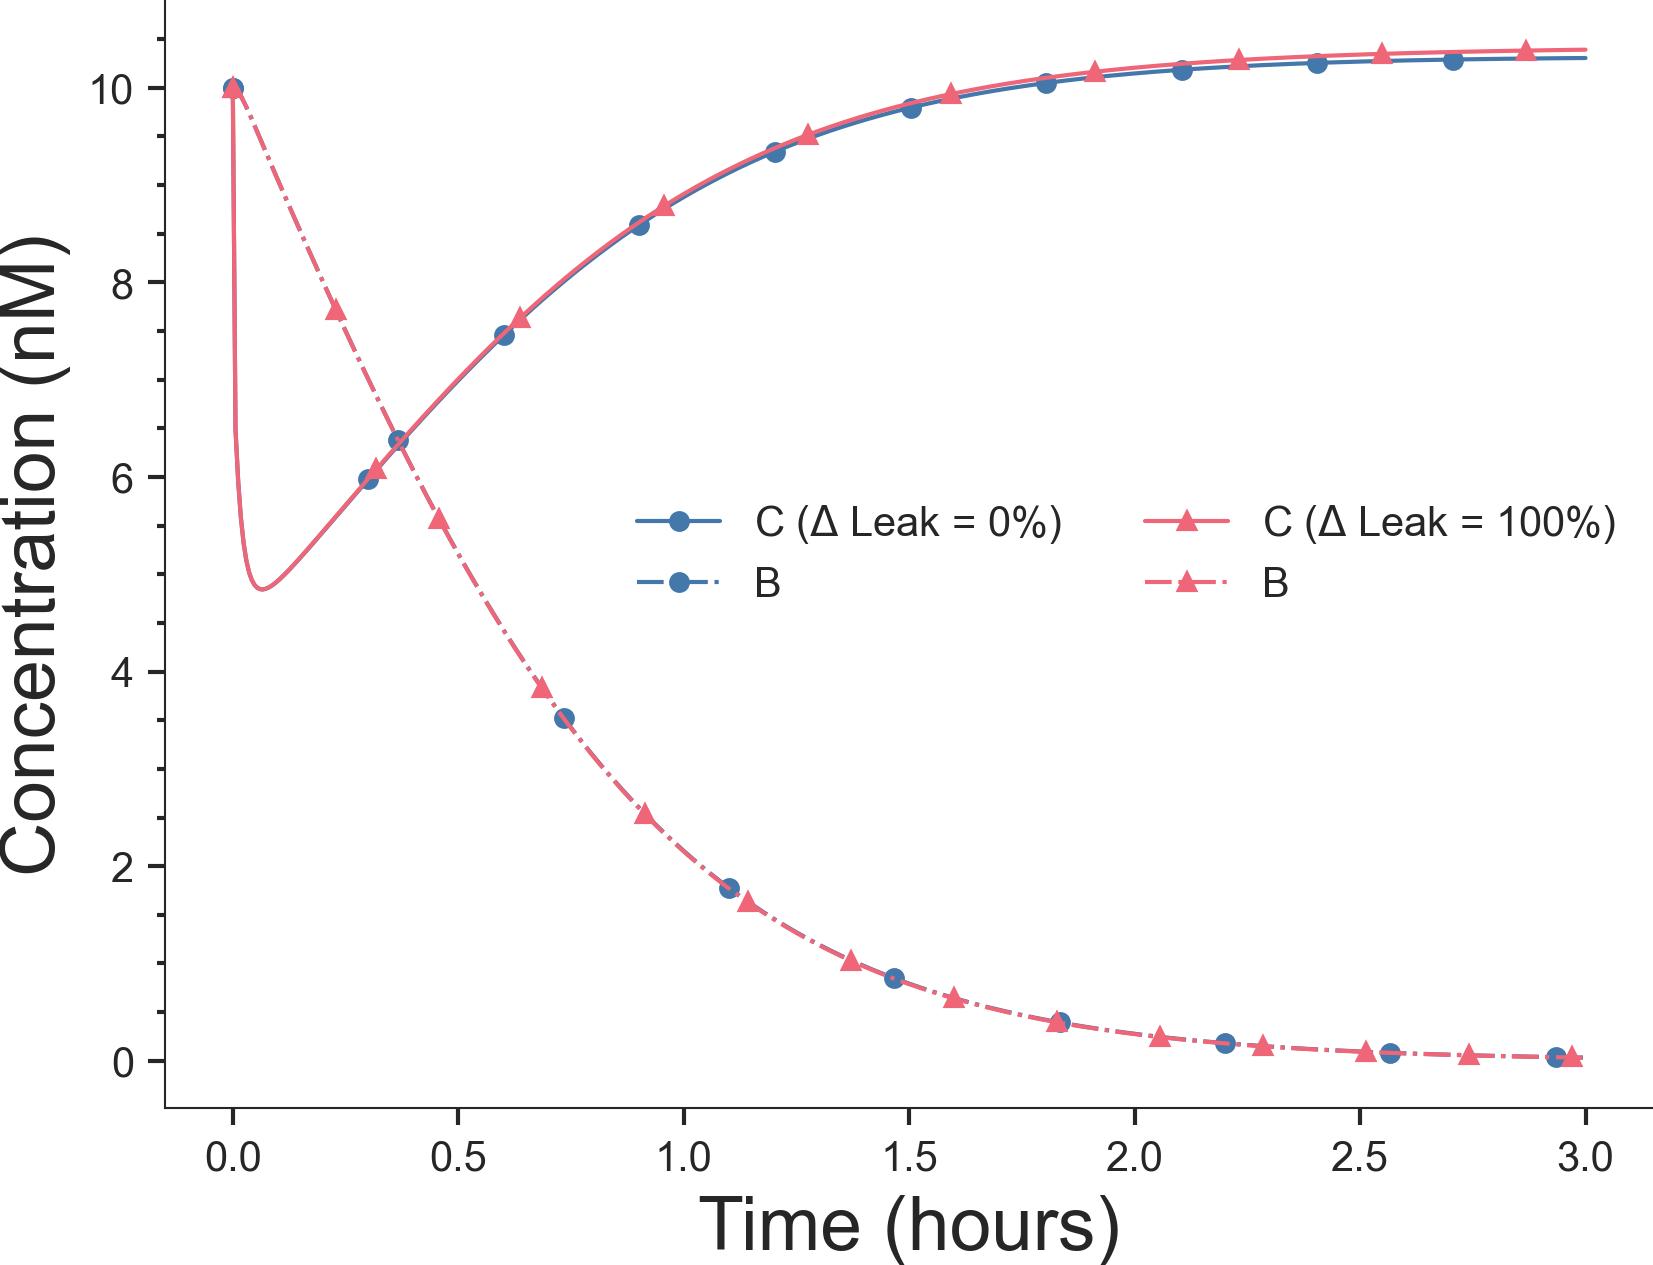 Concentration (nM)
10
8
6
4
2
0
C (Δ Leak = 0%) C (Δ Leak = 100%)
B B
0.0 0.5 1.0 1.5 2.0 2.5 3.0
Time (hours)